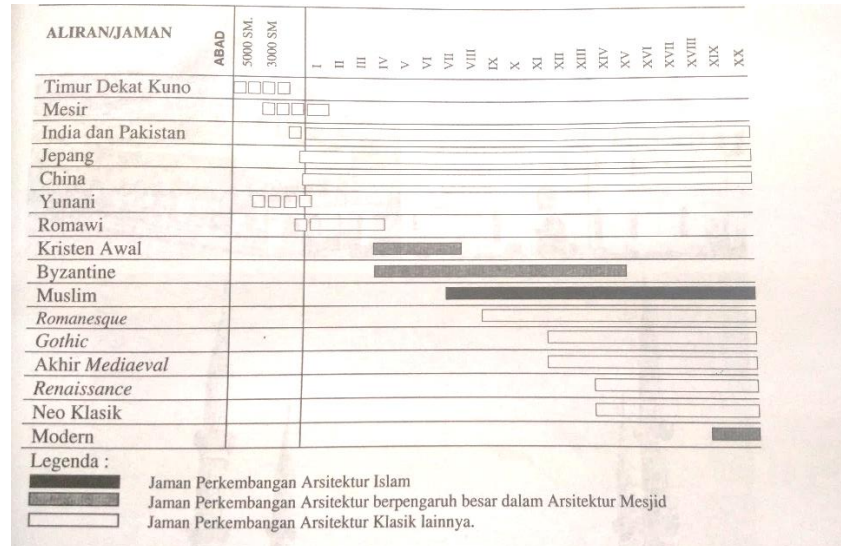 ALIRAN/JAMAN ABAD 5000 SM. 3000 SM I II III IV V VI VII VIII IX X XI XII XIII XIV XV XVI XVII XVIII XIX XX
Timur Dekat Kuno
Mesir
India dan Pakistan
Jepang
China
Yunani
Romawi
Kristen Awal
Byzantine
Muslim
Romanesque
Gothic
Akhir Mediaeval
Renaissance
Neo Klasik
Modern
Legenda :
Jaman Perkembangan Arsitektur Islam
Jaman Perkembangan Arsitektur berpengaruh besar dalam Arsitektur Mesjid
Jaman Perkembangan Arsitektur Klasik lainnya.